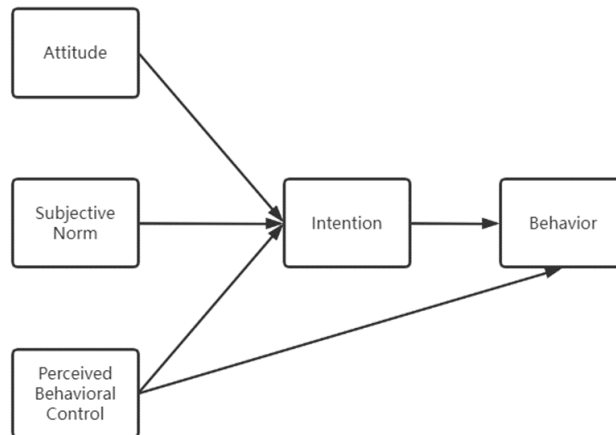 Attitude
Subjective
Norm
Intention
Behavior
Perceived
Behavioral
Control